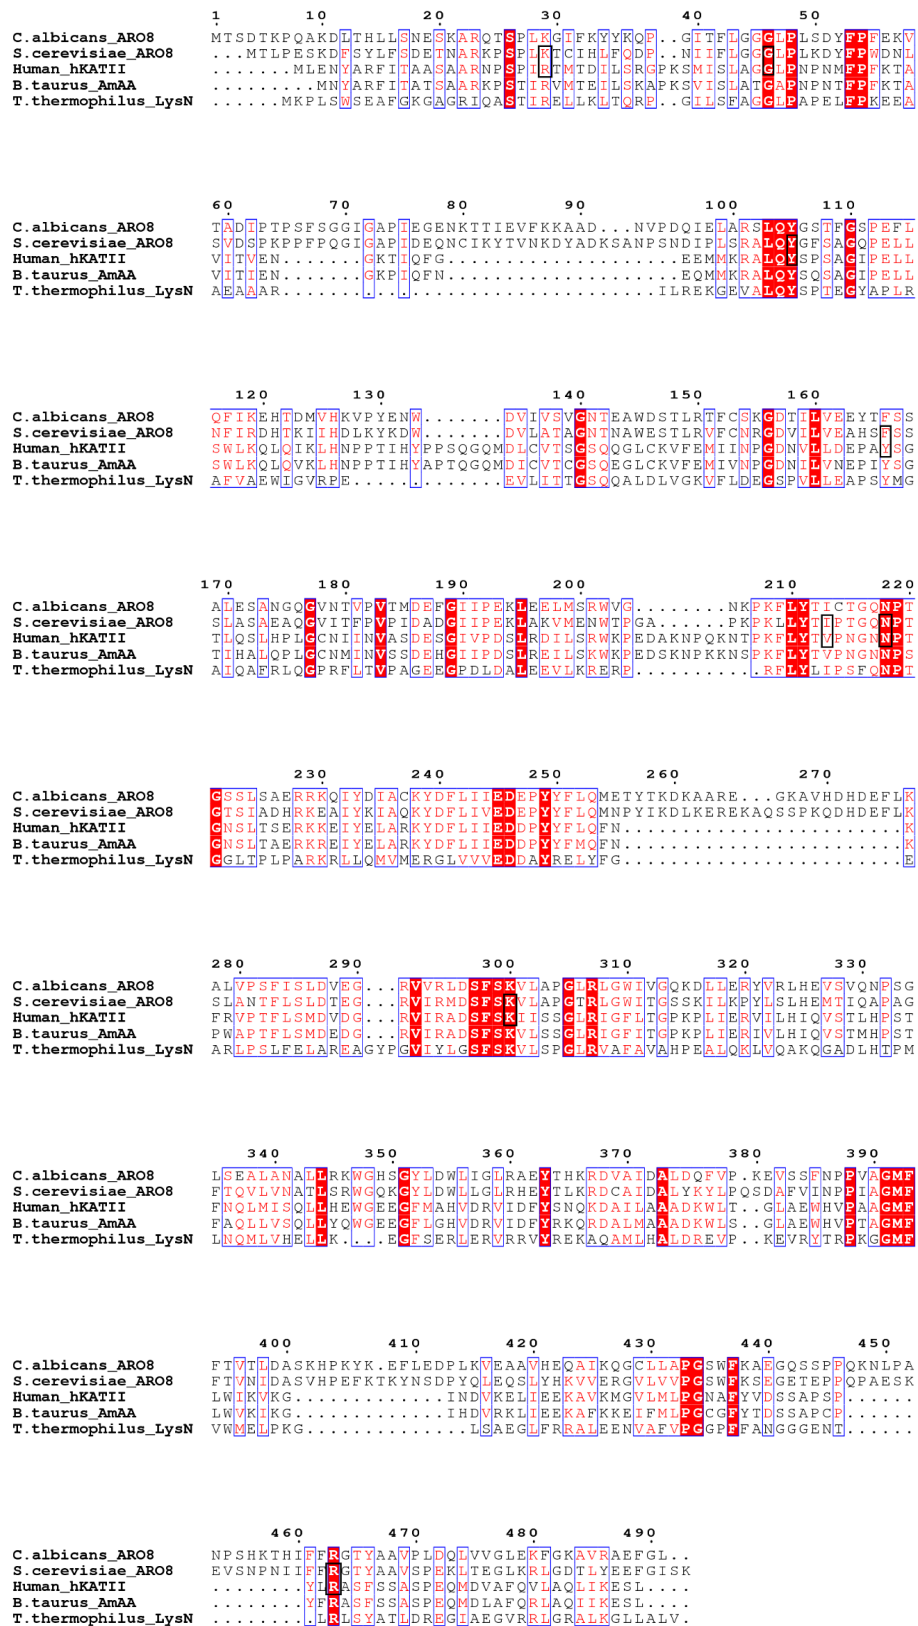 1 10 20 30 40 50
C.albicans_ARO8 MTSDTKPQAKDLTHLLSNESKARQTSPLKGIFKYYKQP..GITFLGGGLPLSDYFPFEKV
S.cerevisiae_ARO8 ...MTLPESKDFSYLFSDETNARKPSPLKTCIHLFQDP..NIIFLGGGLPLKDYFPWDNL
Human_hKATII ......MLENYARFITAASAARNPSPIRTMTDILSRGPKSMISLAGGLPNPNMFPFKTA
B.taurus_AmAA ......MNYARFITATSAARKPSTIRVMTEILSKAPKSVISLATGAPNPNTFPFKTA
T.thermophilus_LysN ......MKPLSWSEAFGKGAGRIQASTIRELLKLTQRP..GILSFAGGLPAPELFPKEEA
60 70 80 90 100 110
C.albicans_ARO8 TADIPTPSFSGGIGAPIEGENKTTIEVFKKAAD...NVPDQIELARSLQYGSTFGSPEFL
S.cerevisiae_ARO8 SVDSPKPPFPQGIGAPIDEQNCIKYTVNKDYADKSANPSNDIPLSRALQYGFSAGQPELL
Human_hKATII VITVEN.......GKTIQFG....................EEMMKRALQYSPSAGIPELL
B.taurus_AmAA VITIEN.......GKPIQFN....................EQMMKRALQYSQSAGIPELL
T.thermophilus_LysN AEAAAR................................ILREKGEVALQYSPTEGYAPLR
120 130 140 150 160
C.albicans_ARO8 QFIKEHTDMVHKVPYENW.......DVIVSVGNTEAWDSTLRTFCSKGDTILVEEYTFSS
S.cerevisiae_ARO8 NFIRDHTKIIHDLKYKDW.......DVLATAGNTNAWESTLRVFCNRGDVILVEAHSFSS
Human_hKATII SWLKQLQIKLHNPPTIHYPPSQGQMDLCVTSGSQQGLCKVFEMIINPGDNVLLDEPAYSG
B.taurus_AmAA SWLKQLQVKLHNPPTIHYAPTQGQMDICVTCGSQEGLCKVFEMIVNPGDNILVNEPIYSG
T.thermophilus_LysN AFVAEWIGVRPE.............EVLITTGSQQALDLVGKVFLDEGSPVLLEAPSYMG
170 180 190 200 210 220
C.albicans_ARO8 ALESANGQGVNTVPVTMDEFGIIPEKLEELMSRWVG........NKPKFLYTICTGQNPT
S.cerevisiae_ARO8 SLASAEAQGVITFPVPIDADGIIPEKLAKVMENWTPGA......PKPKLLYTIPTGQNPT
Human_hKATII TLQSLHPLGCNIINVASDESGIVPDSLRDILSRWKPEDAKNPQKNTPKFLYTVPNGNNPT
B.taurus_AmAA TIHALQPLGCNMINVSSDEHGIIPDSLREILSKWKPEDSKNPKKNSPKFLYTVPNGNNPS
T.thermophilus_LysN AIQAFRLQGPRFLTVPAGEEGPDLDALEEVLKRERP...........RFLYLIPSFQNPT
230 240 250 260 270
C.albicans_ARO8 GSSLSAERRKQIYDIACKYDFLIIEDEPYYFLQMETYTKDKAARE...GKAVHDHDEFLK
S.cerevisiae_ARO8 GTSIADHRKEAIYKIAQKYDFLIVEDEPYYFLQMNPYIKDLKEREKAQSSPKQDHDEFLK
Human_hKATII GNSLTSERKKEIYELARKYDFLIIEDDPYYFLQFN........................K
B.taurus_AmAA GNSLTAERKREIYELARKYDFLIIEDDPYYFMQFN........................K
T.thermophilus_LysN GGLTPLPARKRLLQMVMERGLVVVEDDAYRELYFG........................E
280 290 300 310 320 330
C.albicans_ARO8 ALVPSFISLDVEG...RVVRLDSFSKVLAPGLRLGWIVGQKDLLERYVRLHEVSVQNPSG
S.cerevisiae_ARO8 SLANTFLSLDTEG...RVIRMDSFSKVLAPGTRLGWITGSSKILKPYLSLHEMTIQAPAG
Human_hKATII FRVPTFLSMDVDG...RVIRADSFSKIISSGLRIGFLTGPKPLIERVILHIQVSTLHPST
B.taurus_AmAA PWAPTFLSMDEDG...RVIRADSFSKVLSSGLRIGFITGPKPLIERIVLHIQVSTMHPST
T.thermophilus_LysN ARLPSLFELAREAGYPGVIYLGSFSKVLSPGLRVAFAVAHPEALQKLVQAKQGADLHTPM
340 350 360 370 380 390
C.albicans_ARO8 LSEALANALLRKWGHSGYLDWLIGLRAEYTHKRDVAIDALDQFVP.KEVSSFNPPVAGMF
S.cerevisiae_ARO8 FTQVLVNATLSRWGQKGYLDWLLGLRHEYTLKRDCAIDALYKYLPQSDAFVINPPIAGMF
Human_hKATII FNQLMISQLLHEWGEEGFMAHVDRVIDFYSNQKDAILAAADKWLT..GLAEWHVPAAGMF
B.taurus_AmAA FAQLLVSQLLYQWGEEGFLGHVDRVIDFYRKQRDALMAAADKWLS..GLAEWHVPTAGMF
T.thermophilus_LysN LNQMLVHELLK...EGFSERLERVRRVYREKAQAMLHALDREVP..KEVRYTRPKGGMF
400 410 420 430 440 450
C.albicans_ARO8 FTVTLDASKHPKYK.EFLEDPLKVEAAVHEQAIKQGCLLAPGSWFKAEGQSSPPQKNLPA
S.cerevisiae_ARO8 FTVNIDASVHPEFKTKYNSDPYQLEQSLYHKVVERGVLVVPGSWFKSEGETEPPQPAESK
Human_hKATII LWIKVKG............INDVKELIEEKAVKMGVLMLPGNAFYVDSSAPSP......
B.taurus_AmAA LWVKIKG............IHDVRKLIEEKAFKKEIFMLPGCGFYTDSSAPCP......
T.thermophilus_LysN VWMELPKG...........LSAEGLFRRALEENVAFVPGGPFFANGGGENT......
460 470 480 490
C.albicans_ARO8 NPSHKTHIFFRGTYAAVPLDQLVVGLEKFGKAVRAEFGL..
S.cerevisiae_ARO8 EVSNPNIIFFRGTYAAVSPEKLTEGLKRLGDTLYEEFGISK
Human_hKATII ........YLRASFSSASPEQMDVAFQVLAQLIKESL....
B.taurus_AmAA ........YFRASFSSASPEQMDLAFQRLAQIIKESL....
T.thermophilus_LysN .........LRLSYATLDREGIAEGVRRLGRALKGLLALV.